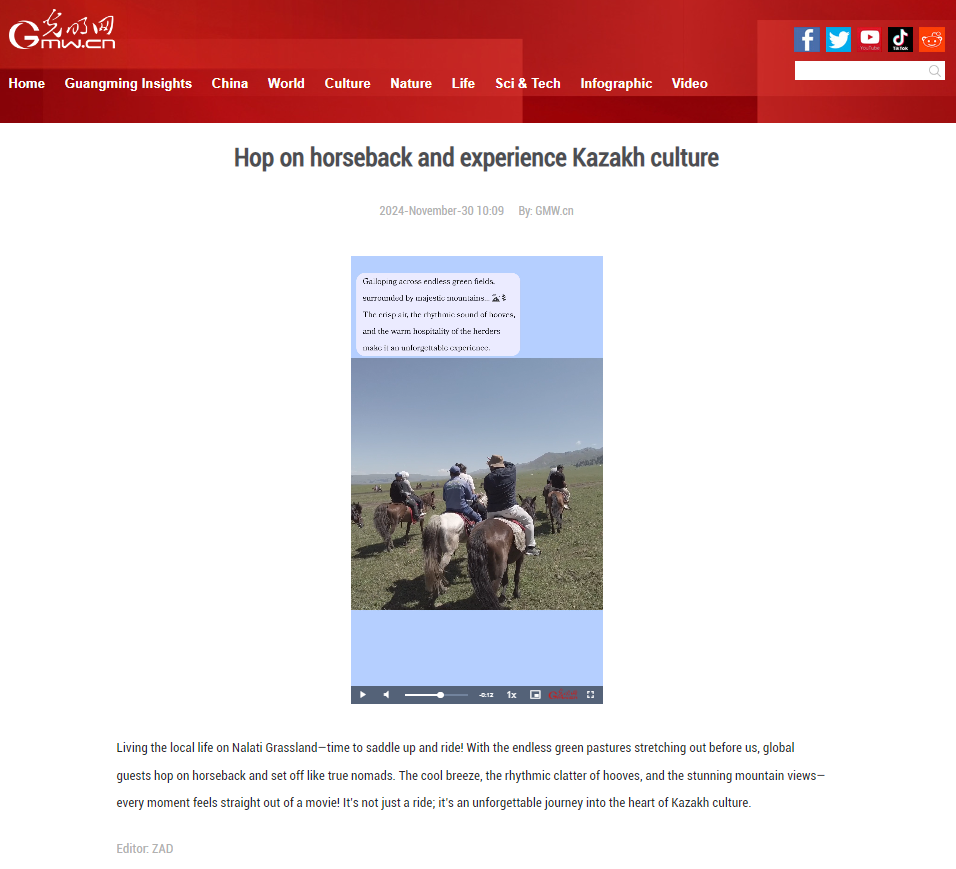 光明网
GMW.cn
YouTube
TikTok
Home Guangming Insights China World Culture Nature Life Sci & Tech Infographic Video
Hop on horseback and experience Kazakh culture
2024-November-30 10:09 By: GMW.cn
Galloping across endless green fields,
surrounded by majestic mountains...
The crisp air, the rhythmic sound of hooves,
and the warm hospitality of the herders
make it an unforgettable experience.
-0:12 1x
Living the local life on Nalati Grassland—time to saddle up and ride! With the endless green pastures stretching out before us, global
guests hop on horseback and set off like true nomads. The cool breeze, the rhythmic clatter of hooves, and the stunning mountain views—
every moment feels straight out of a movie! It's not just a ride; it's an unforgettable journey into the heart of Kazakh culture.
Editor: ZAD